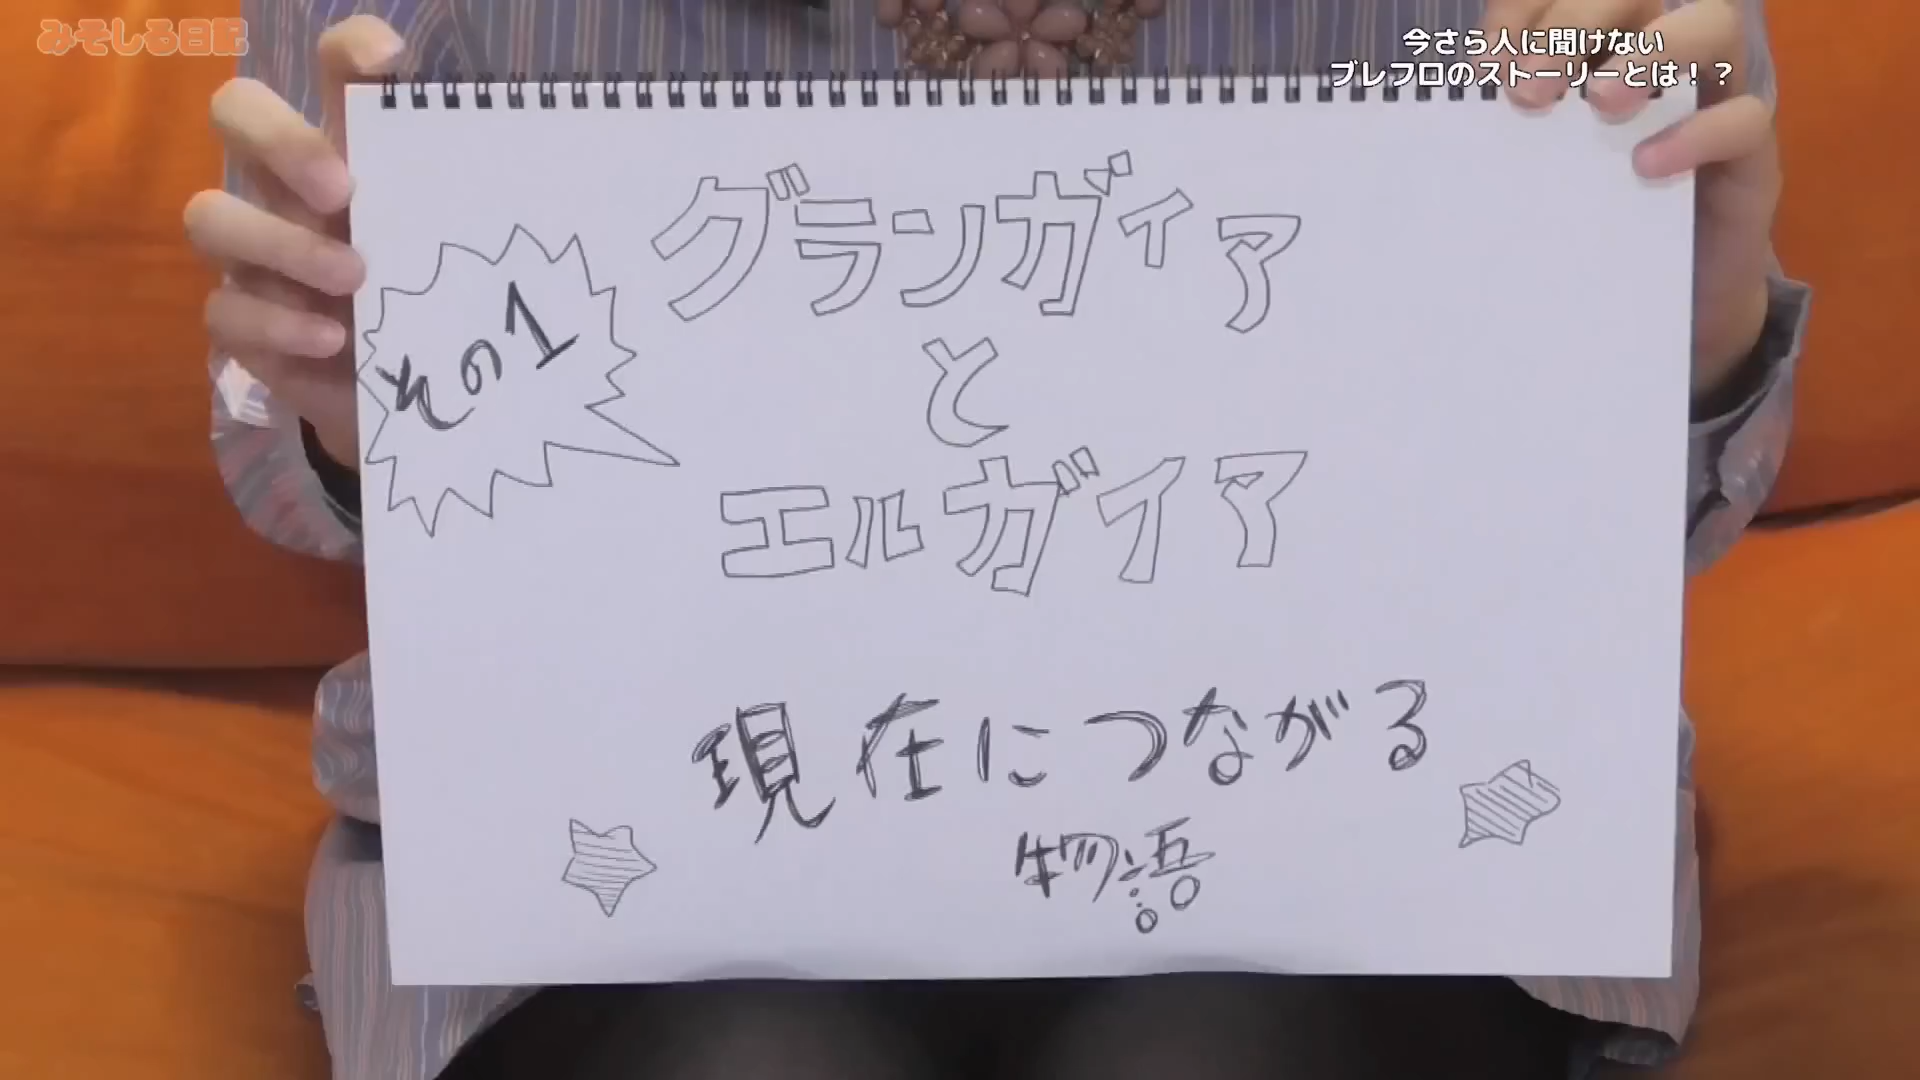 みそしる日記
今さら人に聞けない
ブレフロのストーリーとは！？
その1
グランガイア
と
エルガイア
現在につながる
物語